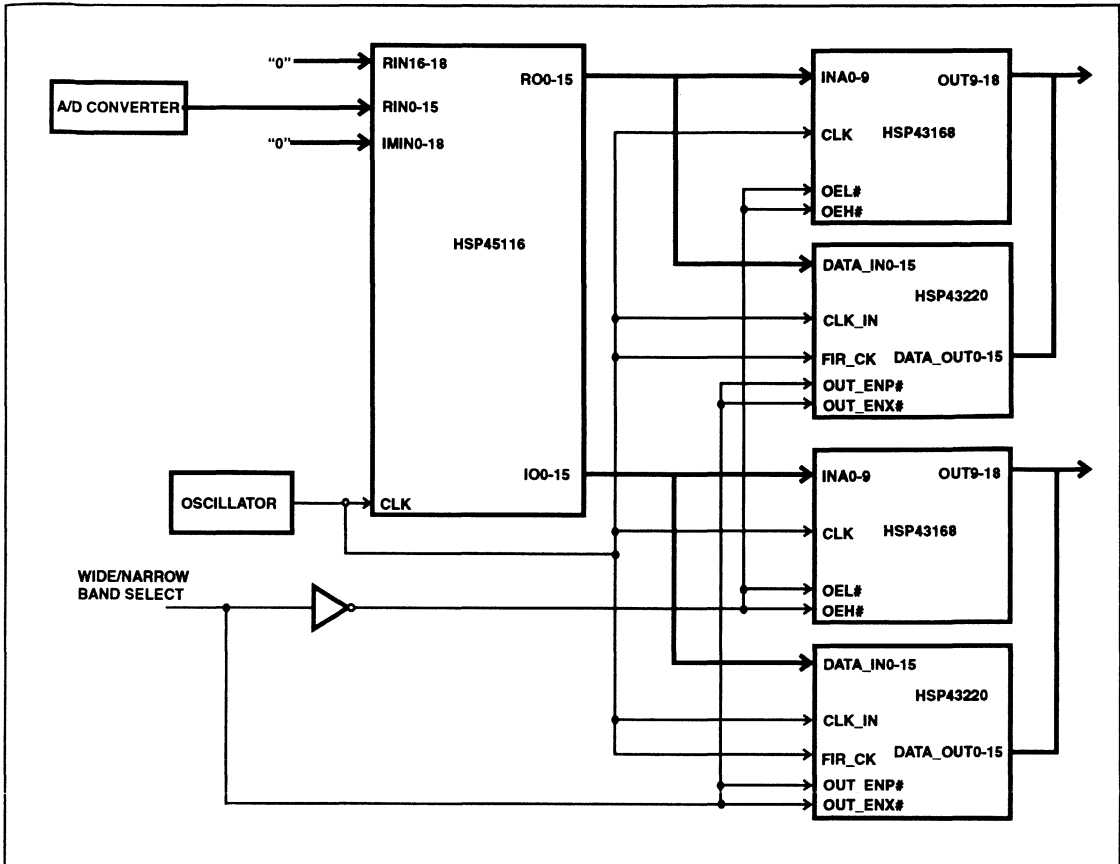 "0"
RIN16-18
RO0-15
A/D CONVERTER
RIN0-15
"0"
IMIN0-18
HSP45116
IO0-15
OSCILLATOR
CLK
WIDE/NARROW
BAND SELECT
INA0-9
OUT9-18
CLK
HSP43168
OEL#
OEH#
DATA_IN0-15
HSP43220
CLK_IN
FIR_CK
DATA_OUT0-15
OUT_ENP#
OUT_ENX#
INA0-9
OUT9-18
CLK
HSP43168
OEL#
OEH#
DATA_IN0-15
HSP43220
CLK_IN
FIR_CK
DATA_OUT0-15
OUT ENP#
OUT_ENX#